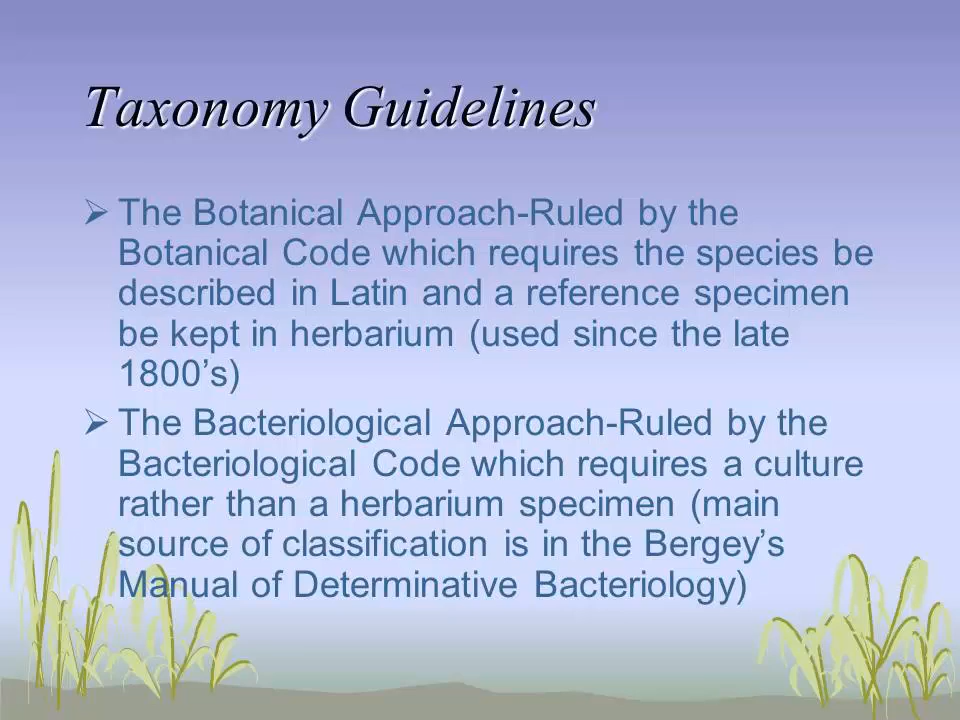 Taxonomy Guidelines
The Botanical Approach-Ruled by the
Botanical Code which requires the species be
described in Latin and a reference specimen
be kept in herbarium (used since the late
1800’s)
The Bacteriological Approach-Ruled by the
Bacteriological Code which requires a culture
rather than a herbarium specimen (main
source of classification is in the Bergey’s
Manual of Determinative Bacteriology)